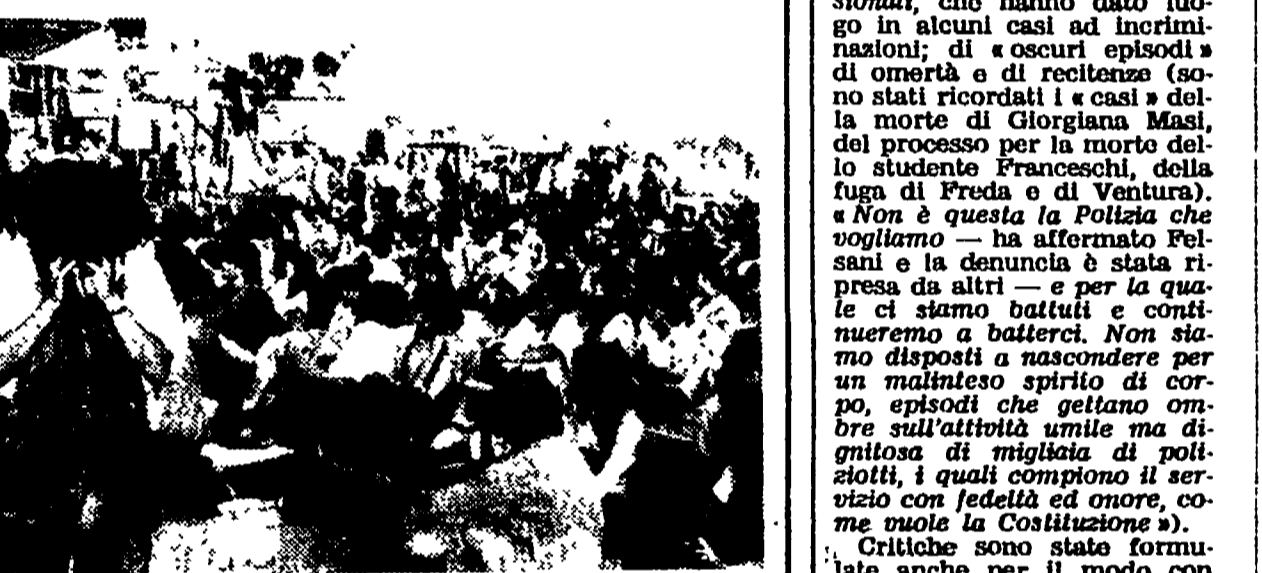 che hanno dato luo-
go in alcuni casi ad incrimi-
nazioni; di « oscuri episodi »
di omertà e di recitenze (so-
no stati ricordati i « casi » del-
la morte di Giorgiana Masi,
del processo per la morte del-
lo studente Franceschi, della
fuga di Freda e di Ventura).
« Non è questa la Polizia che
vogliamo — ha affermato Fel-
sani e la denuncia è stata ri-
presa da altri — e per la qua-
le ci siamo battuti e conti-
nueremo a batterci. Non sia-
mo disposti a nascondere per
un malinteso spirito di cor-
po, episodi che gettano om-
bre sull'attività umile ma di-
gnitosa di migliaia di poli-
ziotti, i quali compiono il ser-
vizio con fedeltà ed onore, co-
me vuole la Costituzione »).
Critiche sono state formu-
late anche per il modo con